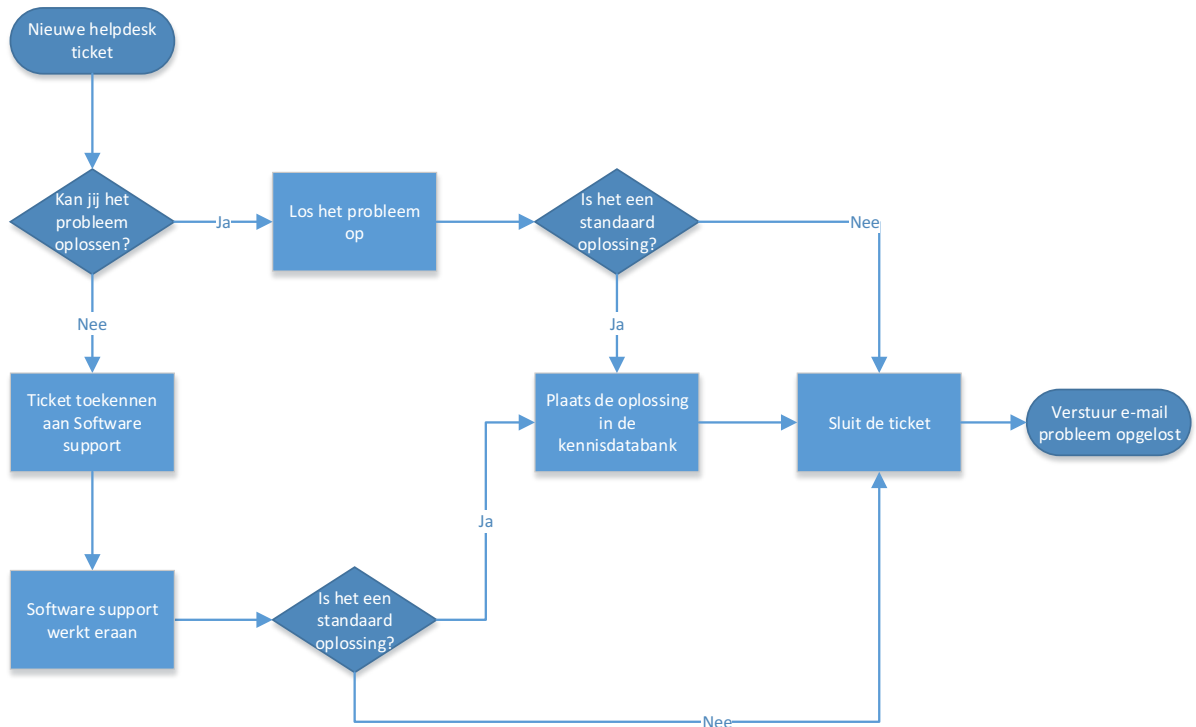 Nieuwe helpdesk
ticket
Kan jij het
probleem
oplossen?
Ja
Los het probleem
op
Is het een
standaard
oplossing?
Nee
Nee
Ja
Ticket toekennen
aan Software
support
Plaats de oplossing
in de
kennisdatabank
Sluit de ticket
Verstuur e-mail
probleem opgelost
Ja
Software support
werkt eraan
Is het een
standaard
oplossing?
Nee